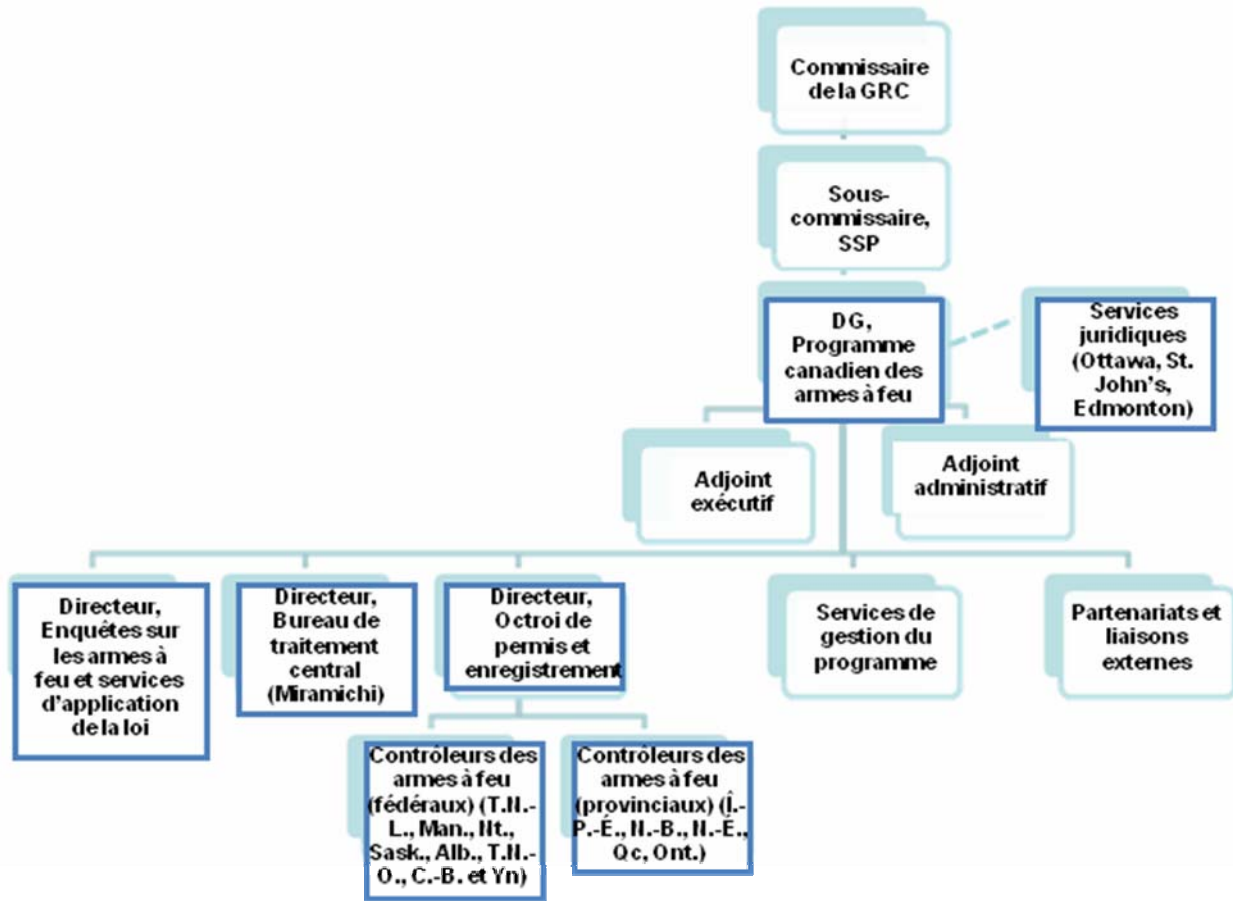 Commissaire
de la GRC
Sous-
commissaire,
SSP
DG,
Programme
canadien des
armes à feu
Services
juridiques
(Ottawa, St.
John's,
Edmonton)
Adjoint
exécutif
Adjoint
administratif
Directeur,
Enquêtes sur
les armes à
feu et services
d'application
de la loi
Directeur,
Bureau de
traitement
central
(Miramichi)
Directeur,
Octroi de
permis et
enregistrement
Services de
gestion du
programme
Partenariats et
liaisons
externes
Contrôleurs des
armes à feu
(fédéraux) (T.N.-
L., Man., Nt.,
Sask., Alb., T.N.-
O., C.-B. et Yn)
Contrôleurs des
armes à feu
(provinciaux) (Î.-
P.-É., N.-B., N.-É.,
Qc, Ont.)